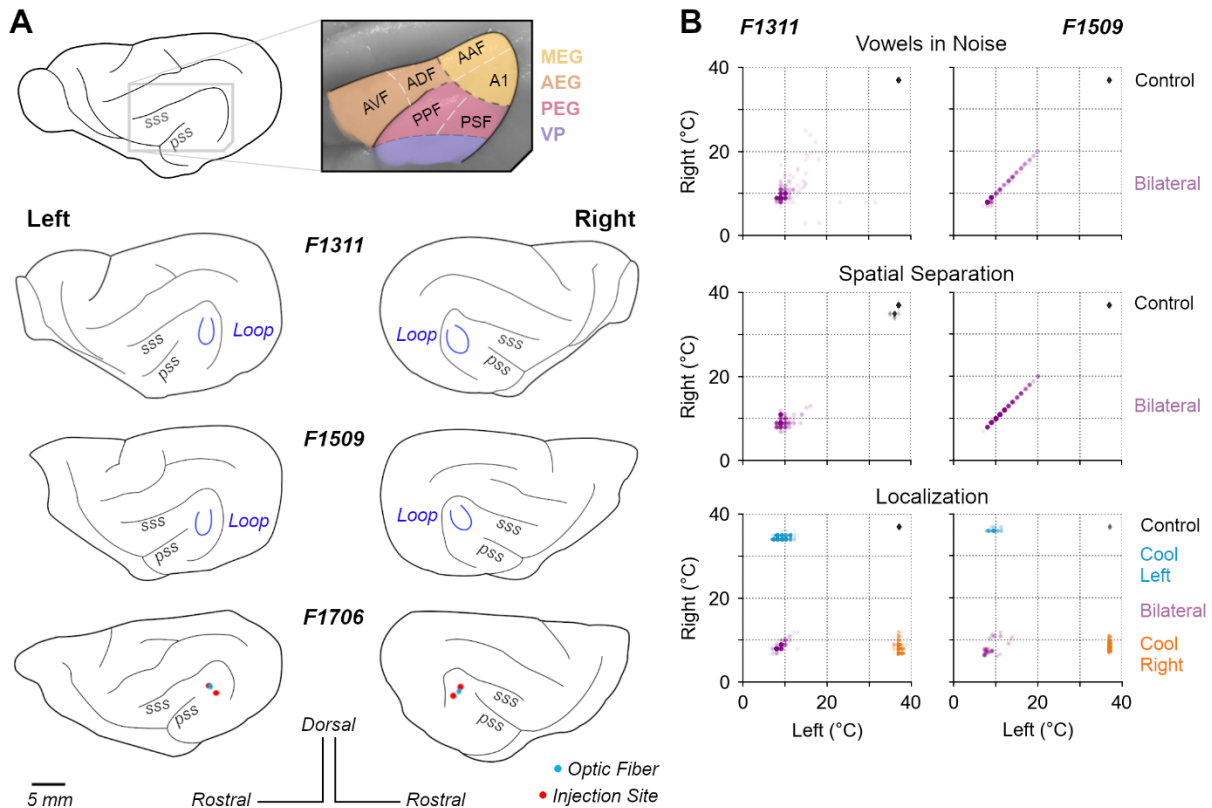 A
sss
pss
AVF
ADF
AAF
A1
PPF
PSF
MEG
AEG
PEG
VP
Left
Right
F1311
Loop
sss
pss
Loop
sss
pss
F1509
Loop
sss
pss
Loop
sss
pss
F1706
sss
pss
sss
pss
Dorsal
Rostral
Rostral
5 mm
Optic Fiber
Injection Site
B
F1311
F1509
Vowels in Noise
Right (°C)
40
20
0
Control
Bilateral
Spatial Separation
Right (°C)
40
20
0
Control
Bilateral
Localization
Right (°C)
40
20
0
0
20
40
Left (°C)
0
20
40
Left (°C)
Control
Cool
Left
Bilateral
Cool
Right